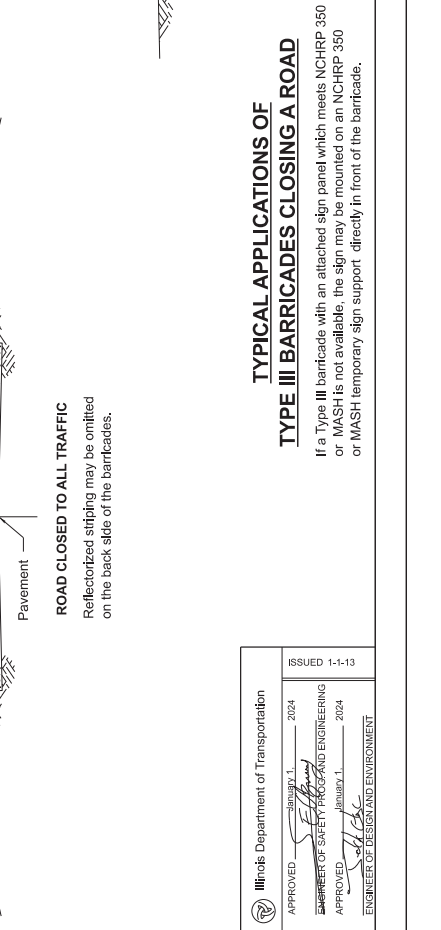 Pavement
ROAD CLOSED TO ALL TRAFFIC
Reflectorized striping may be omitted
on the back side of the barricades.
TYPICAL APPLICATIONS OF
TYPE III BARRICADES CLOSING A ROAD
If a Type III barricade with an attached sign panel which meets NCHRP 350
or MASH is not available, the sign may be mounted on an NCHRP 350
or MASH temporary sign support directly in front of the barricade.
Illinois Department of Transportation
APPROVED January 1, 2024
ENGINEER OF SAFETY PROG. AND ENGINEERING
APPROVED January 1, 2024
ENGINEER OF DESIGN AND ENVIRONMENT
ISSUED 1-1-13